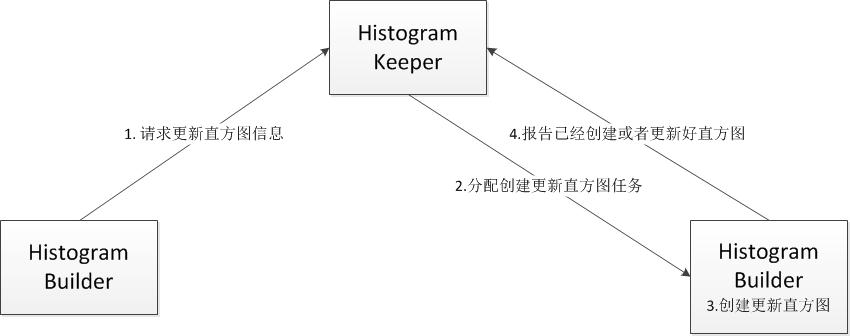 Histogram
Keeper
1. 请求更新直方图信息
4.报告已经创建或者更新好直方图
2.分配创建更新直方图任务
Histogram
Builder
Histogram
Builder
3.创建更新直方图